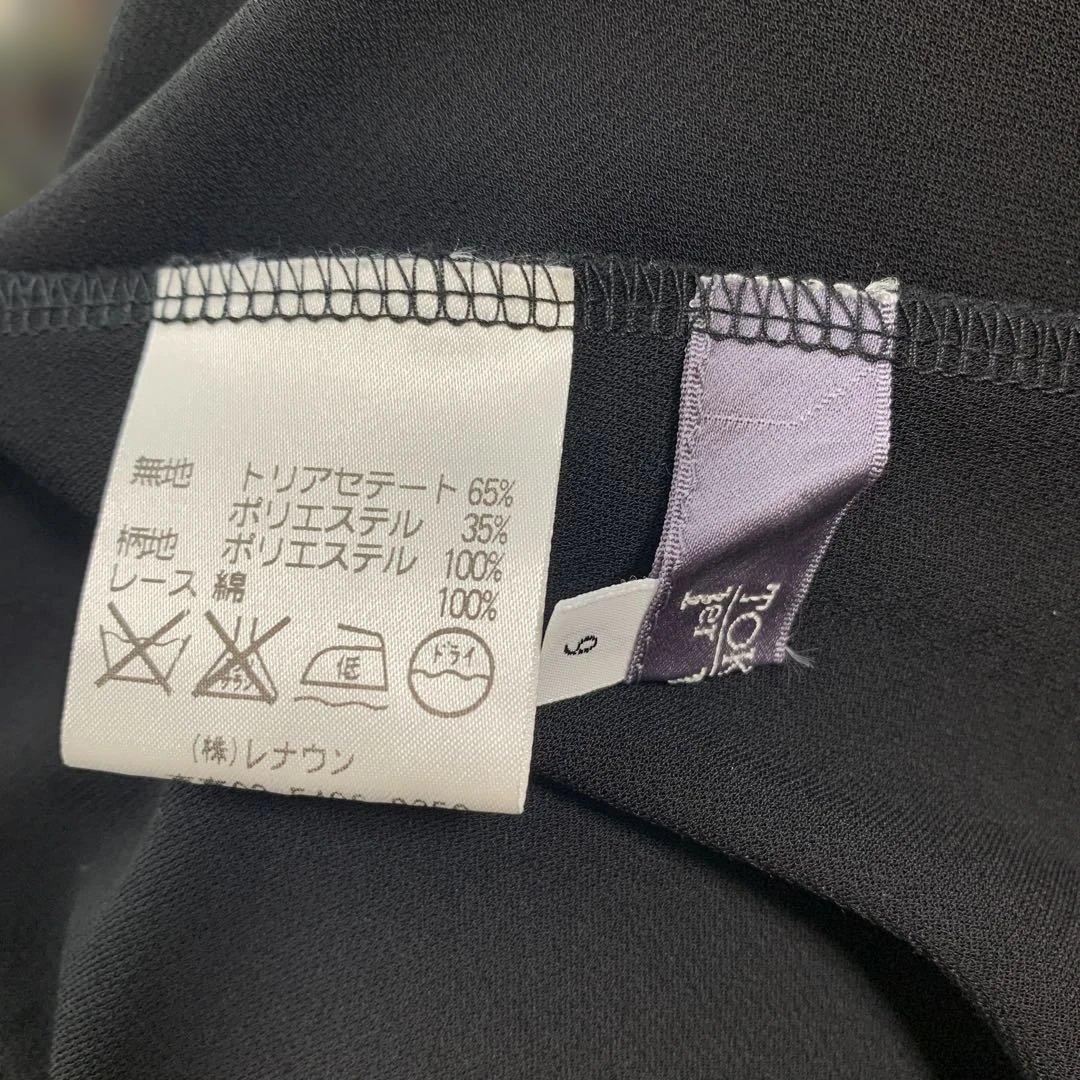 無地 トリアセテート 65%
ポリエステル 35%
柄地 ポリエステル 100%
レース 綿 100%
低
ドライ
(株)レナウン
9
TOK